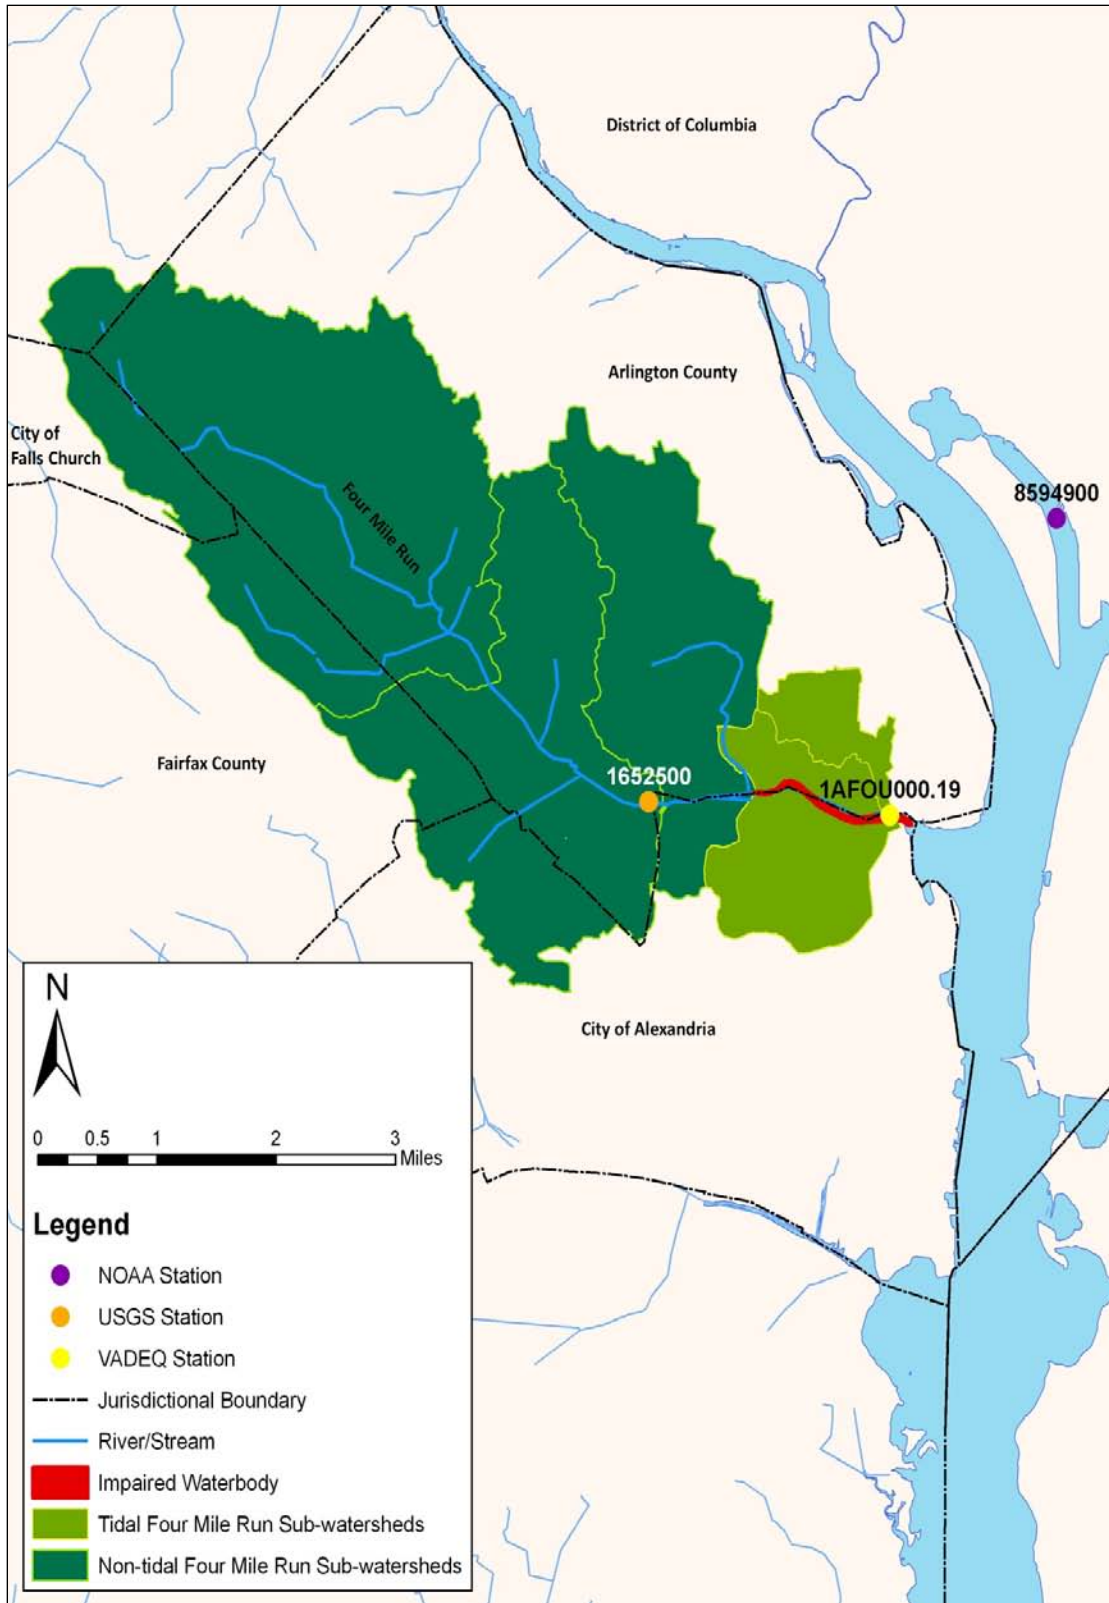 District of Columbia
Arlington County
City of
Falls Church
8594900
Four Mile Run
Fairfax County
1652500
1AFOU000.19
City of Alexandria
N
0 0.5 1 2 3
Miles
Legend
NOAA Station
USGS Station
VADEQ Station
Jurisdictional Boundary
River/Stream
Impaired Waterbody
Tidal Four Mile Run Sub-watersheds
Non-tidal Four Mile Run Sub-watersheds